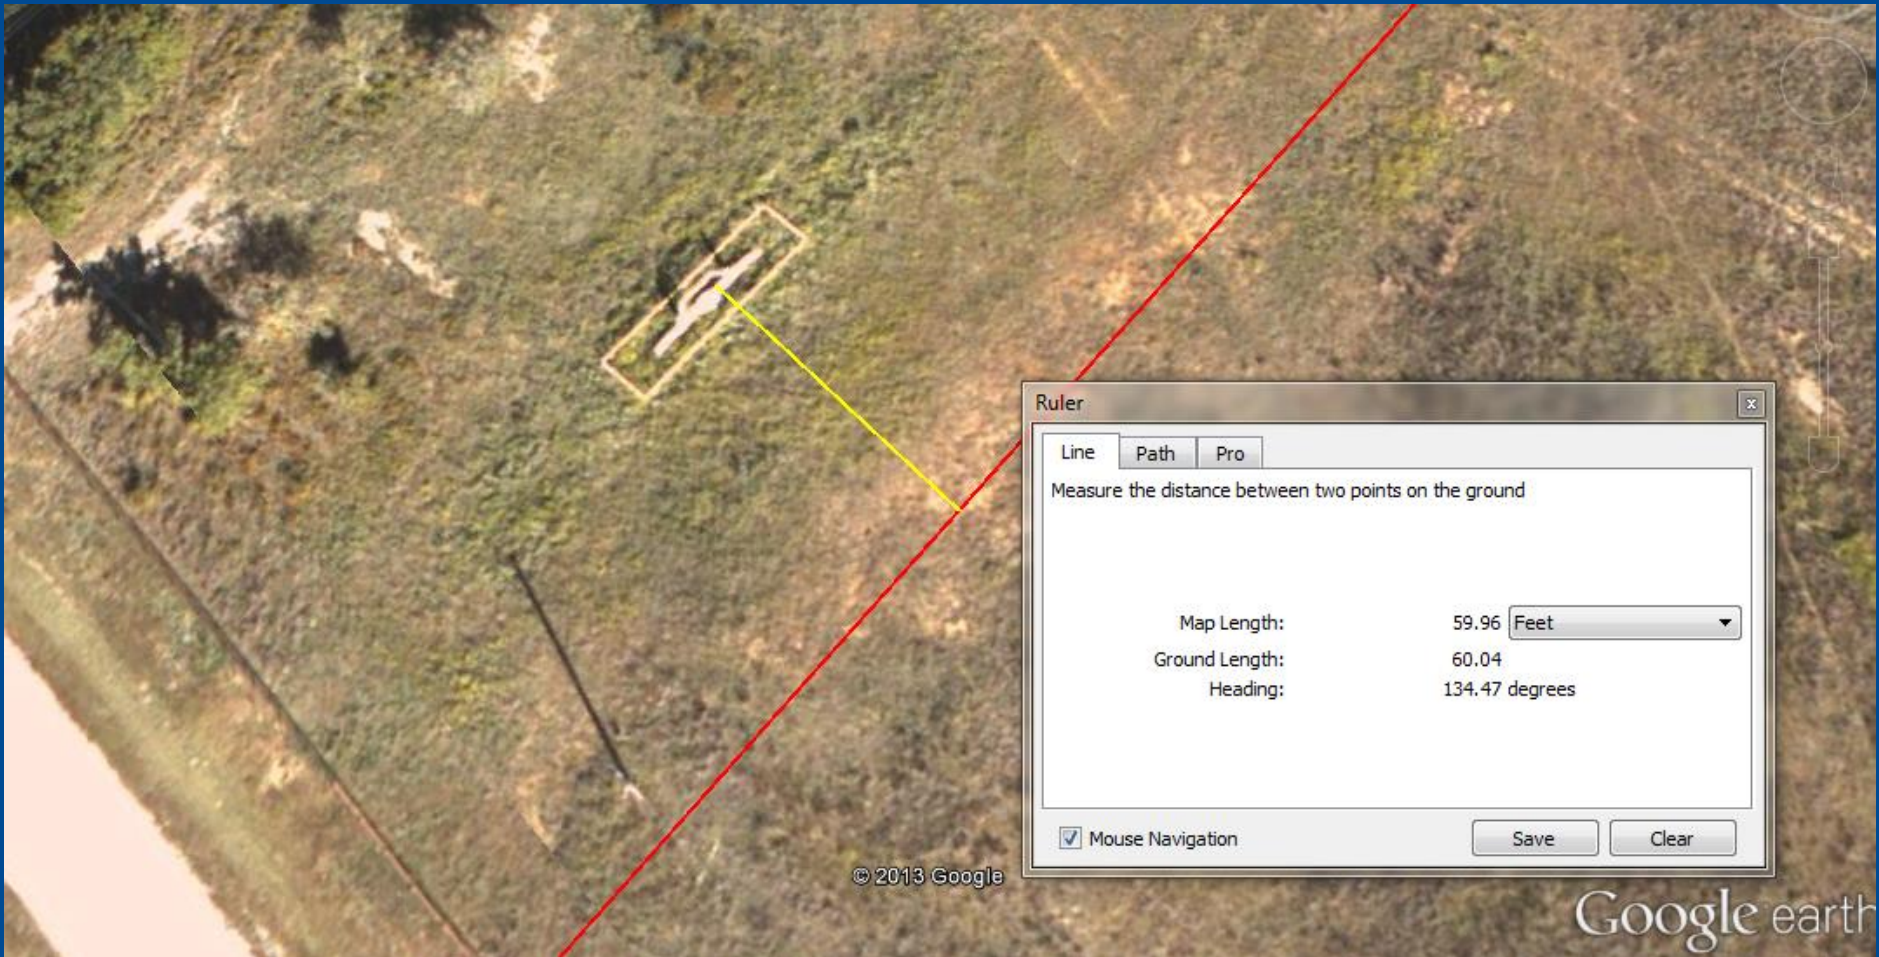 Ruler
Line Path Pro
Measure the distance between two points on the ground
Map Length: 59.96 Feet
Ground Length: 60.04
Heading: 134.47 degrees
Mouse Navigation Save Clear
© 2013 Google
Google earth